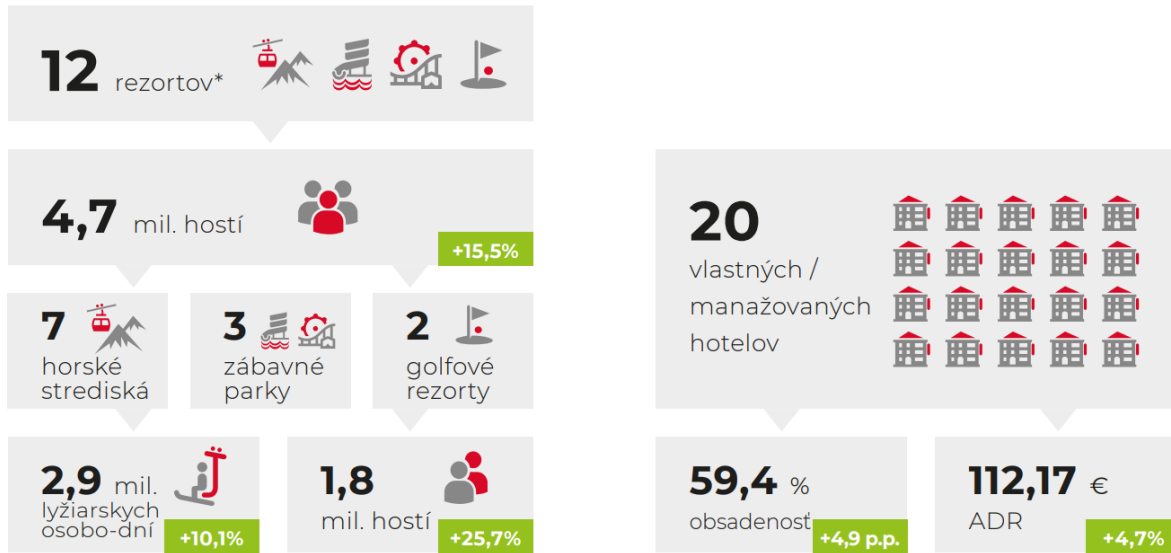 12 rezortov*
4,7 mil. hostí
+15,5%
7
horské
strediská
3
zábavné
parky
2
golfové
rezorty
2,9 mil.
lyžiarskych
osobo-dní
+10,1%
1,8
mil. hostí
+25,7%
20
vlastných /
manažovaných
hotelov
59,4 %
obsadenosť
+4,9 p.p.
112,17 €
ADR
+4,7%